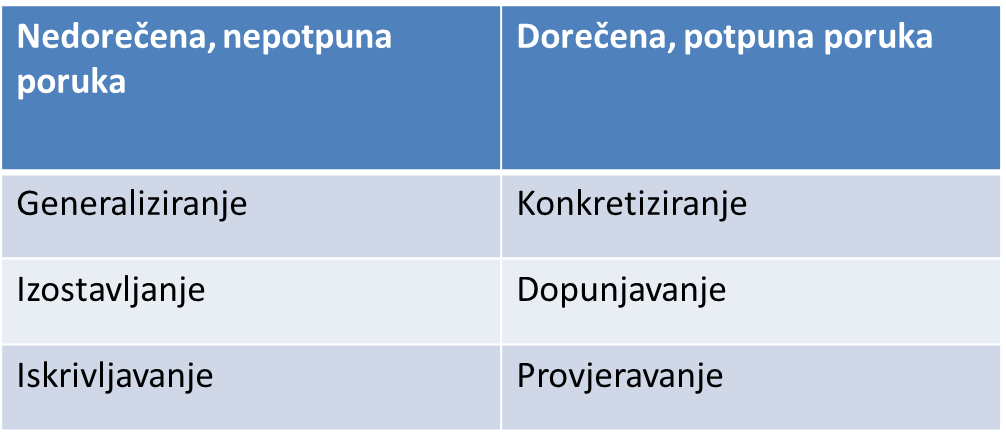 Nedorečena, nepotpuna
poruka
Dorečena, potpuna poruka
Generaliziranje
Konkretiziranje
Izostavljanje
Dopunjavanje
Iskrivljavanje
Provjeravanje